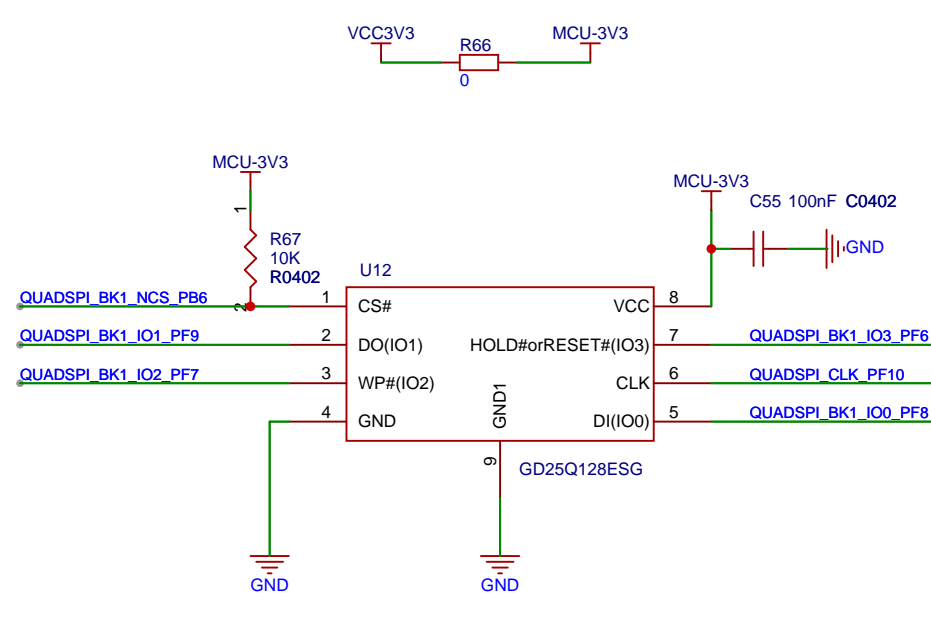 VCC3V3
MCU-3V3
R66
0
MCU-3V3
MCU-3V3
C55 100nF C0402
1
R67
10K
R0402
GND
U12
2
QUADSPI_BK1_NCS_PB6
1
CS#
VCC
8
QUADSPI_BK1_IO1_PF9
2
DO(IO1)
HOLD#orRESET#(IO3)
7
QUADSPI_BK1_IO3_PF6
QUADSPI_BK1_IO2_PF7
3
WP#(IO2)
CLK
6
QUADSPI_CLK_PF10
4
GND
GND1
DI(IO0)
5
QUADSPI_BK1_IO0_PF8
9
GD25Q128ESG
GND
GND